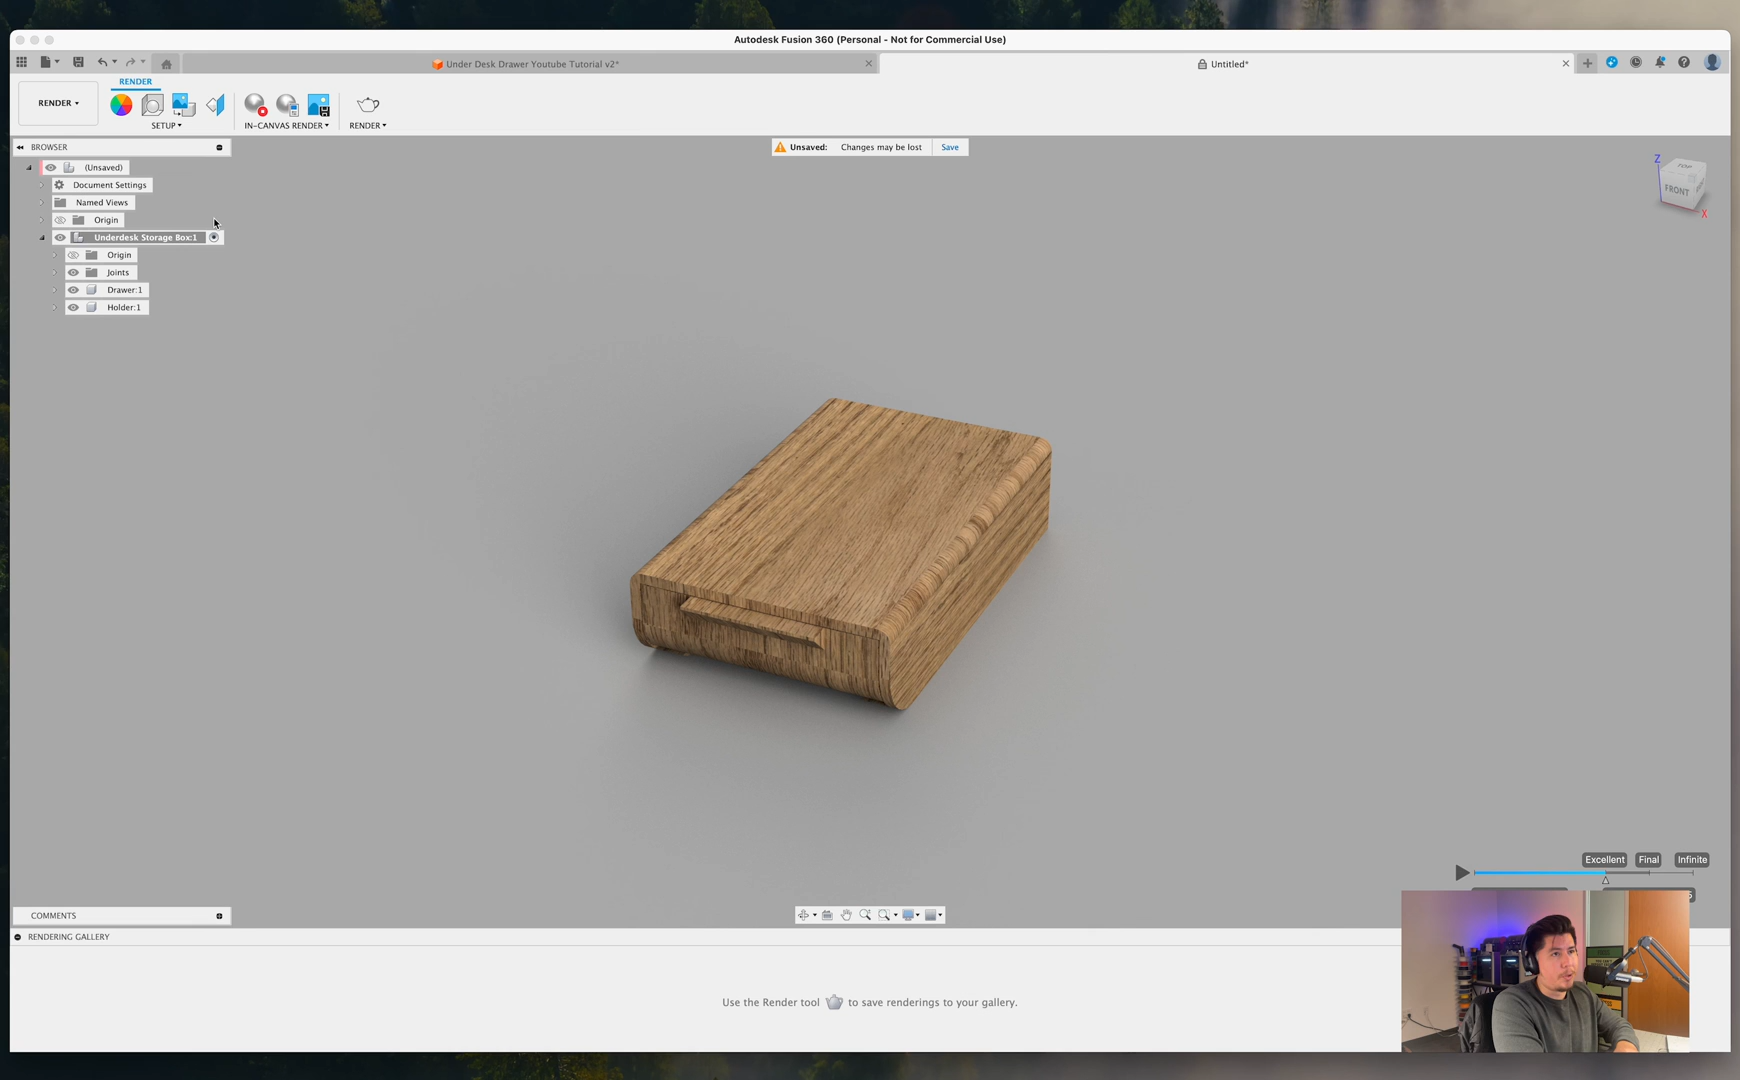 Autodesk Fusion 360 (Personal - Not for Commercial Use)
Under Desk Drawer Youtube Tutorial v2*
Untitled*
RENDER
RENDER
SETUP
IN-CANVAS RENDER
RENDER
BROWSER
Unsaved: Changes may be lost Save
(Unsaved)
Document Settings
Named Views
Origin
Underdesk Storage Box:1
Origin
Joints
Drawer:1
Holder:1
Z
TOP
FRONT
X
Excellent Final Infinite
COMMENTS
RENDERING GALLERY
Use the Render tool to save renderings to your gallery.